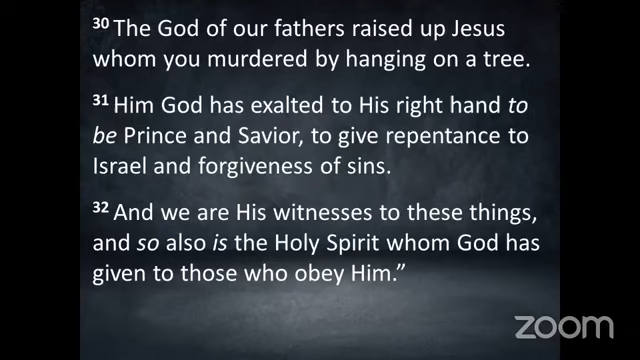 30 The God of our fathers raised up Jesus
whom you murdered by hanging on a tree.
31 Him God has exalted to His right hand to
be Prince and Savior, to give repentance to
Israel and forgiveness of sins.
32 And we are His witnesses to these things,
and so also is the Holy Spirit whom God has
given to those who obey Him.”
zoom